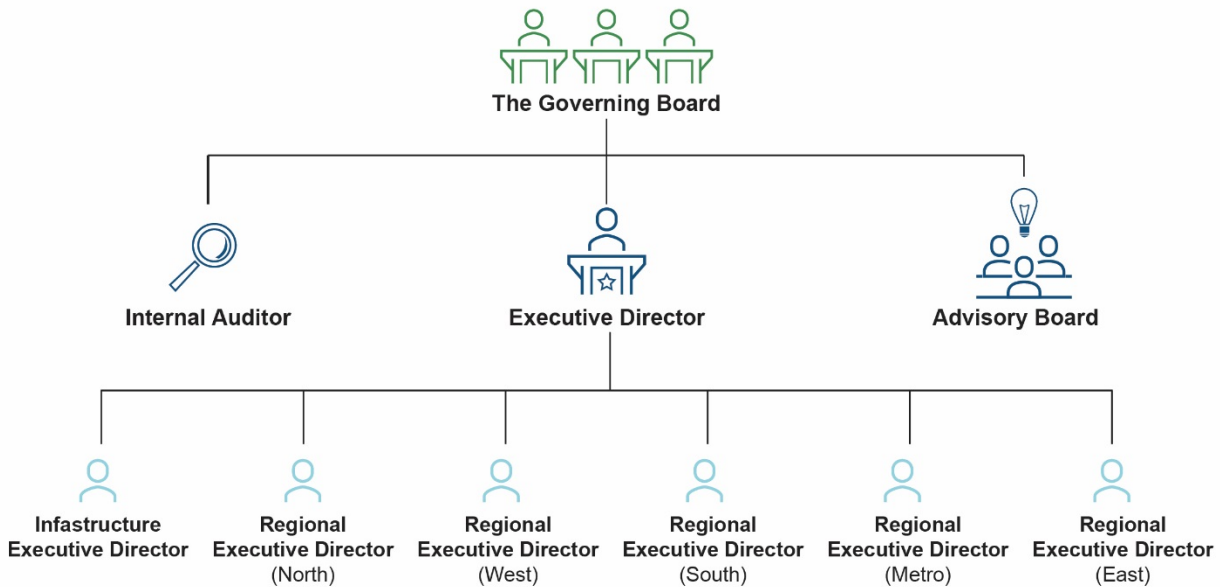 The Governing Board
Internal Auditor
Executive Director
Advisory Board
Infastructure
Executive Director
Regional
Executive Director
(North)
Regional
Executive Director
(West)
Regional
Executive Director
(South)
Regional
Executive Director
(Metro)
Regional
Executive Director
(East)